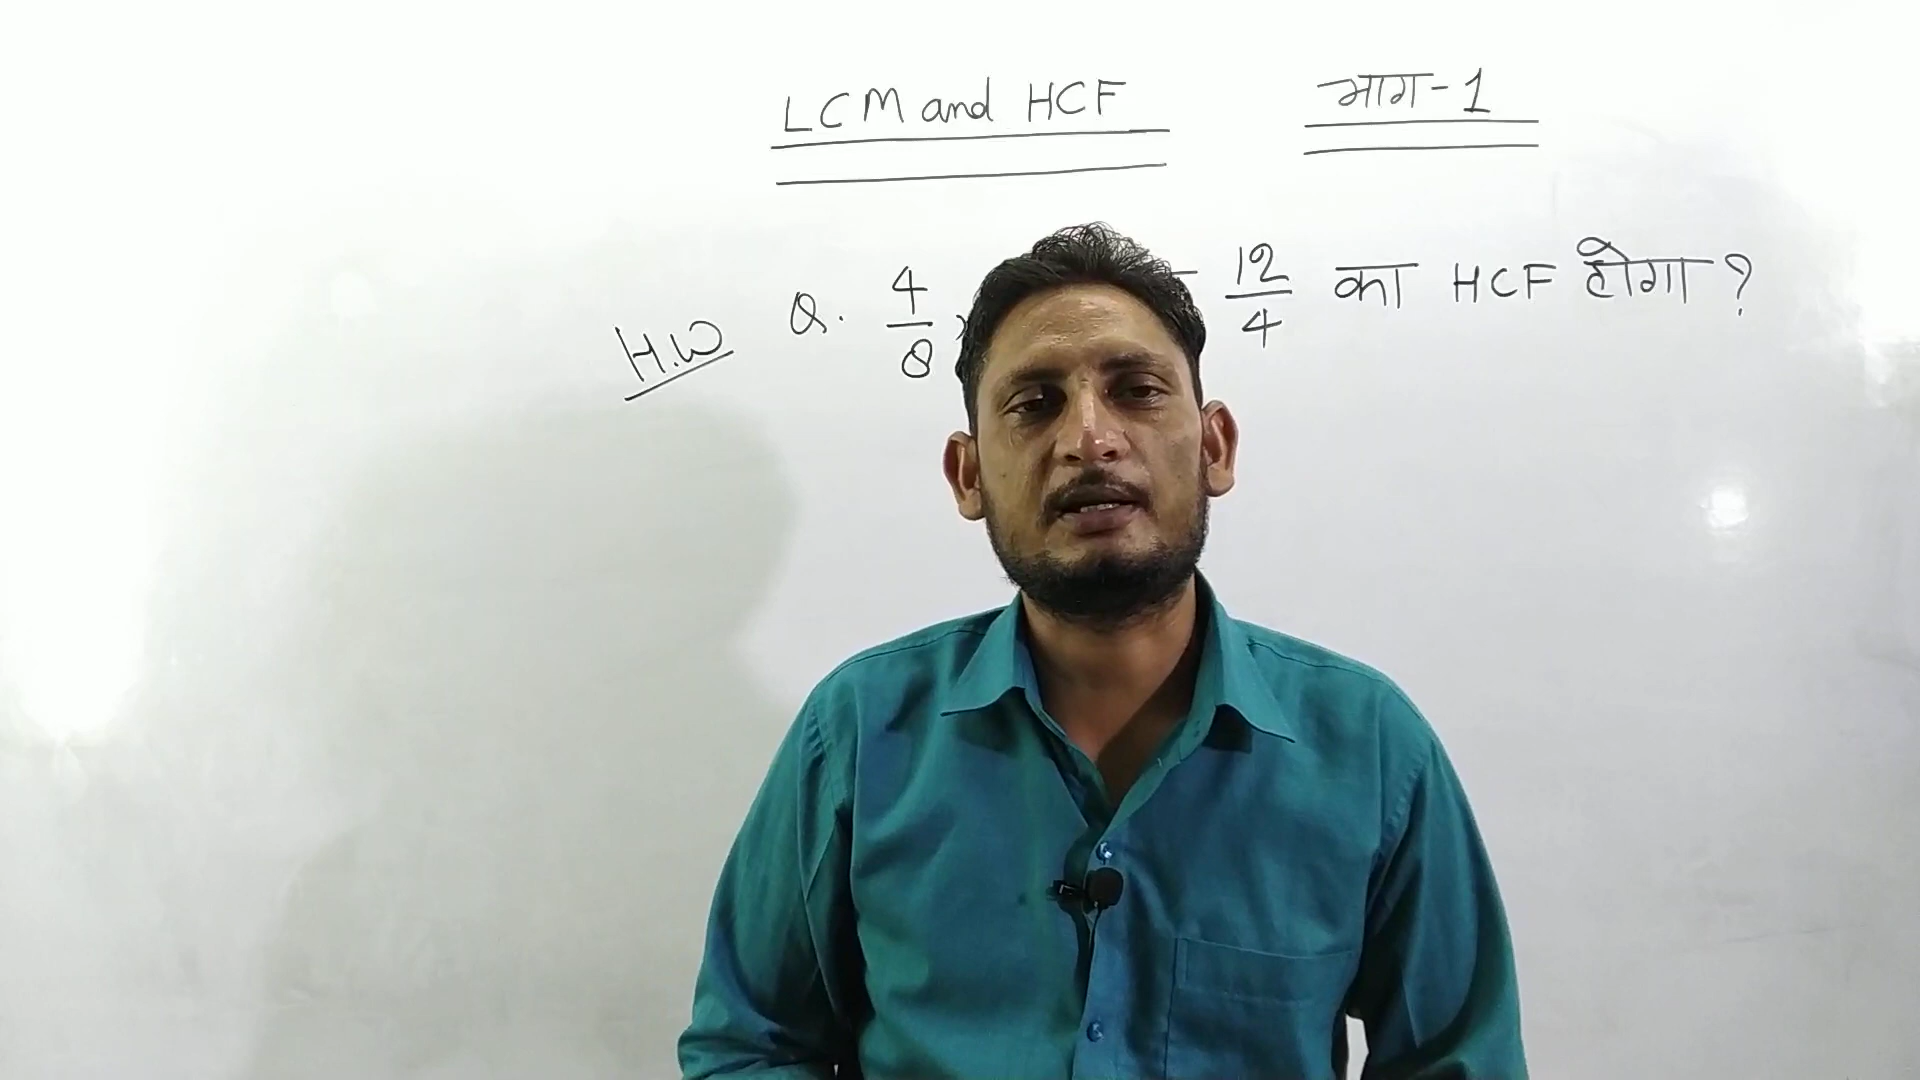 LCM and HCF भाग-1
H.W Q. 4/8, 12/4 का HCF होगा ?